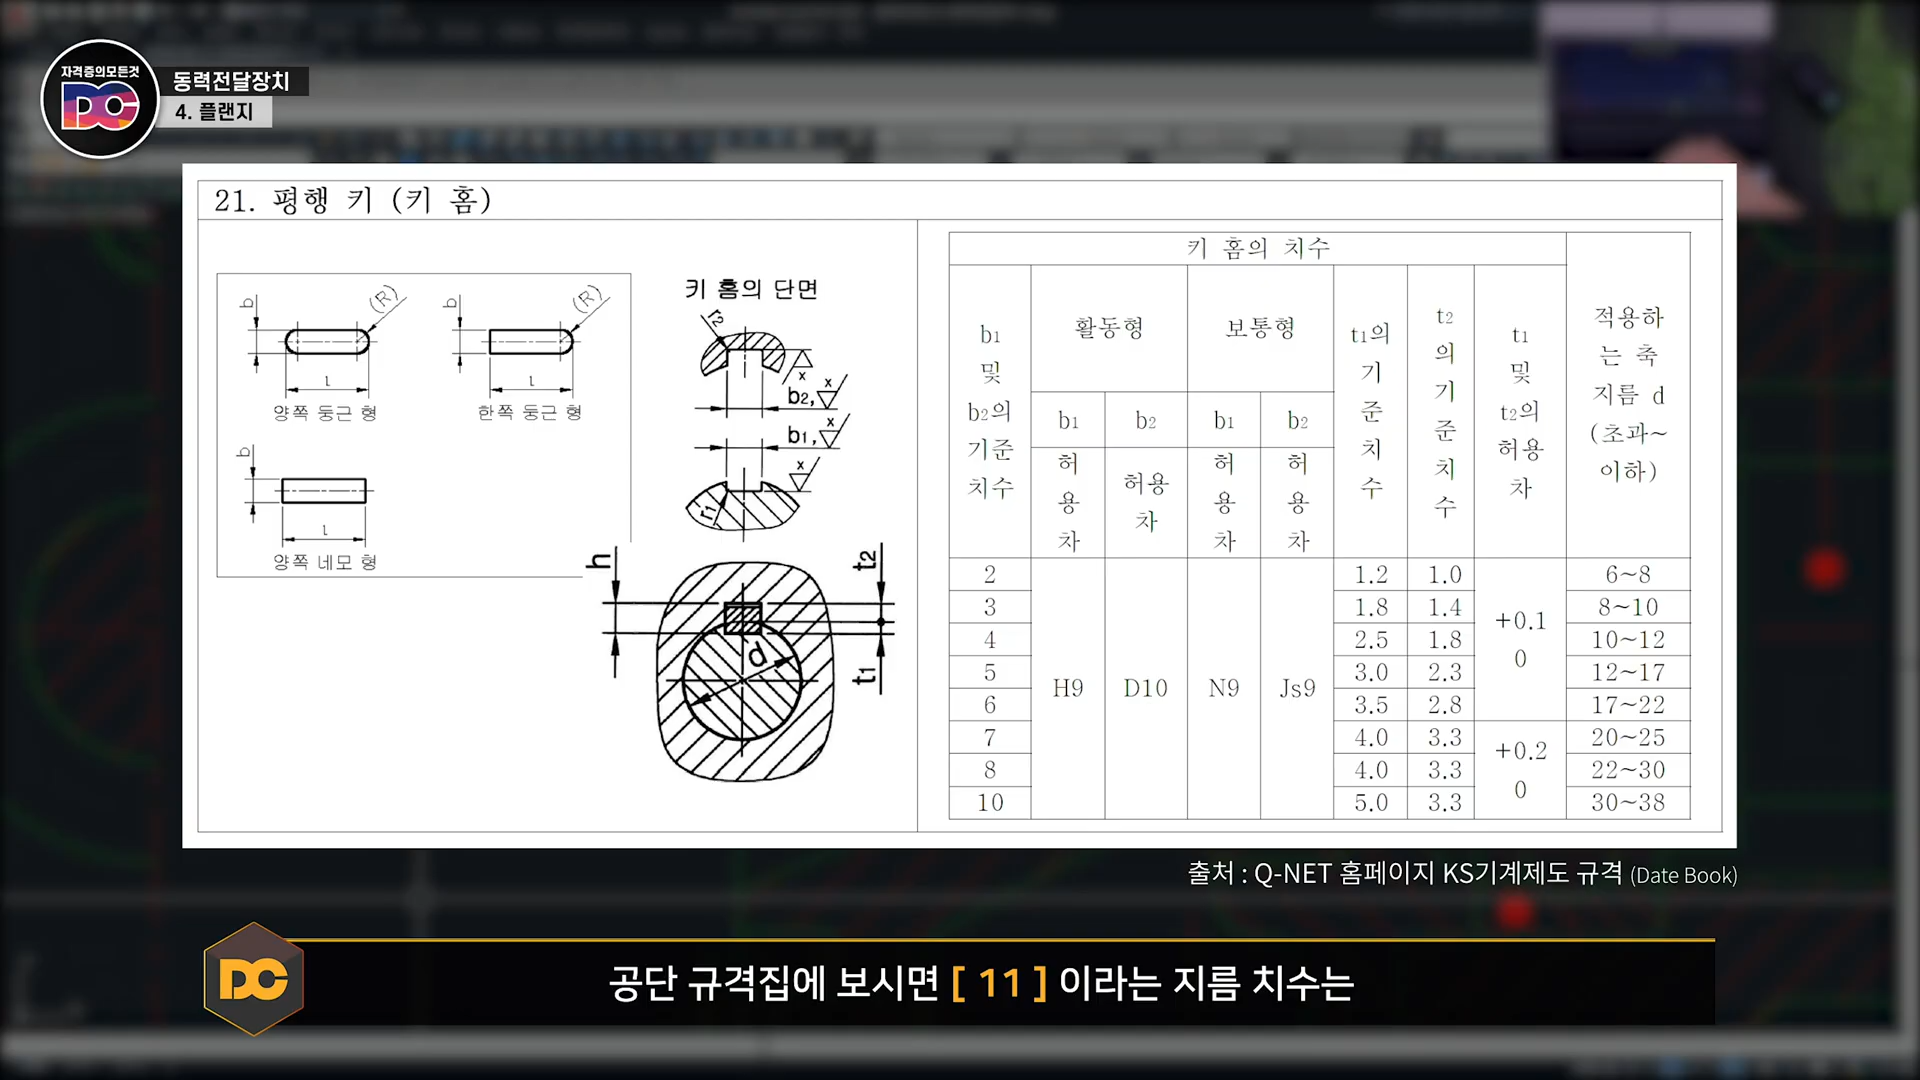 자격증의모든것
DC
동력전달장치
4. 플랜지
21. 평행 키 (키 홈)
b
(R)
l
양쪽 둥근 형
b
(R)
l
한쪽 둥근 형
b
l
양쪽 네모 형
키 홈의 단면
r2
x
b2, x
b1, x
x
r1
h
t2
d
t1
키 홈의 치수
b1 및 b2의 기준 치수
활동형
보통형
t1의 기준치수
t2의 기준치수
t1 및 t2의 허용차
적용하는 축 지름 d (초과~이하)
b1 b2 b1 b2
허용차 허용차 허용차 허용차
2 1.2 1.0 6~8
3 1.8 1.4 8~10
4 2.5 1.8 10~12
5 3.0 2.3 12~17
6 3.5 2.8 17~22
7 4.0 3.3 20~25
8 4.0 3.3 22~30
10 5.0 3.3 30~38
H9 D10 N9 Js9
+0.1
0
+0.2
0
출처 : Q-NET 홈페이지 KS기계제도 규격 (Date Book)
DC
공단 규격집에 보시면 [ 11 ] 이라는 지름 치수는